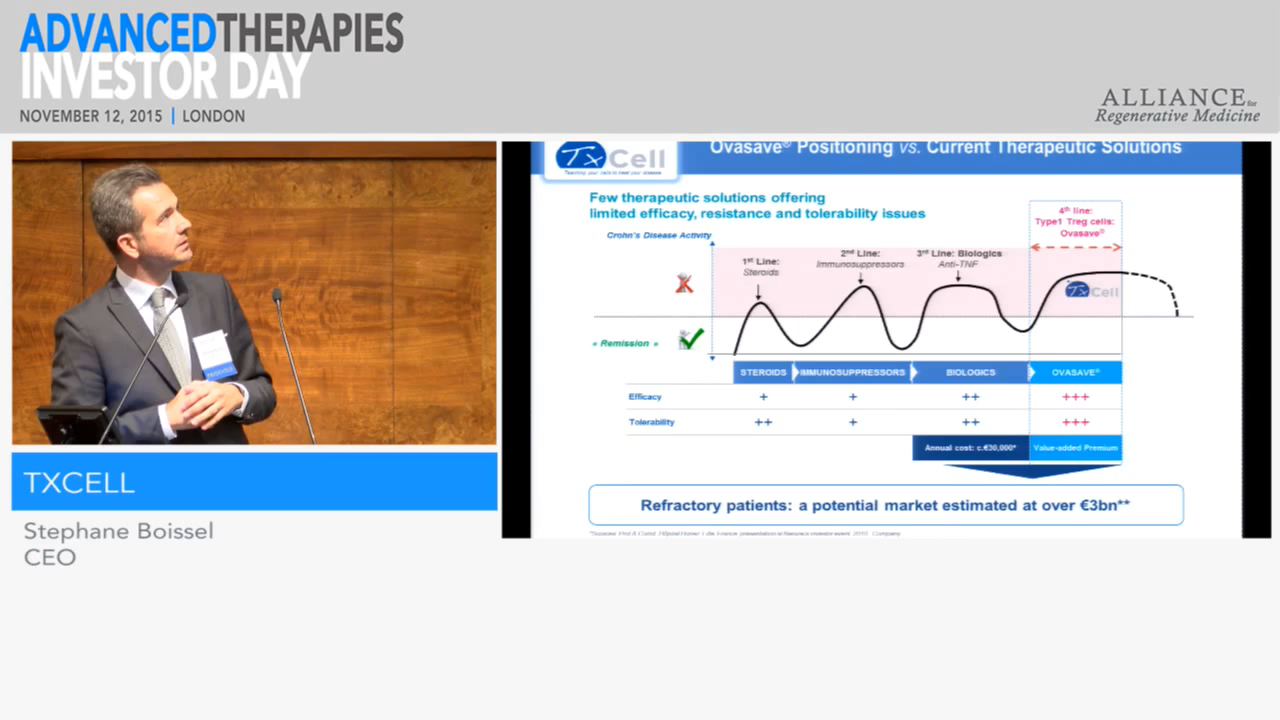 ADVANCEDTHERAPIES
INVESTOR DAY
NOVEMBER 12, 2015 | LONDON
ALLIANCE for
Regenerative Medicine
TxCell
Ovasave® Positioning vs. Current Therapeutic Solutions
Few therapeutic solutions offering
limited efficacy, resistance and tolerability issues
Crohn's Disease Activity
1st Line:
Steroids
2nd Line:
Immunosuppressors
3rd Line: Biologics
Anti-TNF
4th line:
Type1 Treg cells:
Ovasave®
TxCell
« Remission »
STEROIDS IMMUNOSUPPRESSORS BIOLOGICS OVASAVE®
Efficacy + + ++ +++
Tolerability ++ + ++ +++
Annual cost: c.€30,000* Value-added Premium
Refractory patients: a potential market estimated at over €3bn**
TXCELL
Stephane Boissel
CEO